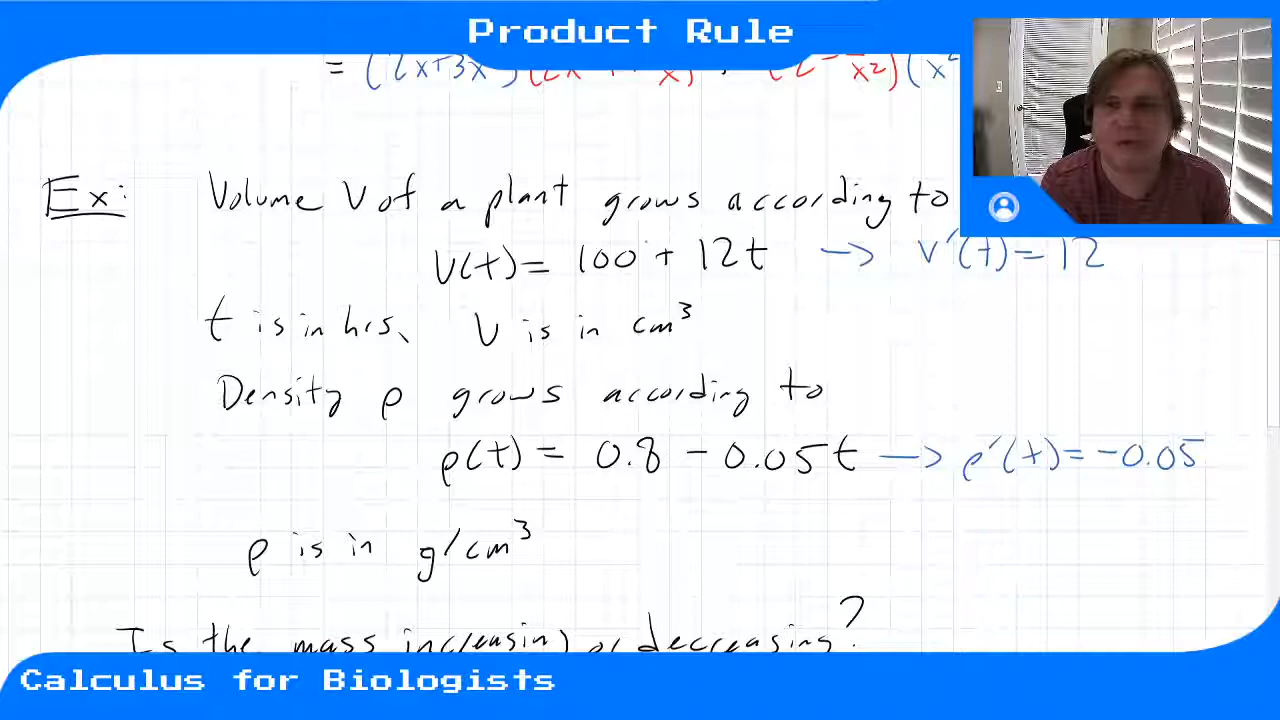 Product Rule
Ex: Volume V of a plant grows according to
V(t) = 100 + 12t → V'(t) = 12
t is in hrs, V is in cm³
Density ρ grows according to
ρ(t) = 0.8 - 0.05t → ρ'(t) = -0.05
ρ is in g/cm³
Is the mass increasing or decreasing?
Calculus for Biologists